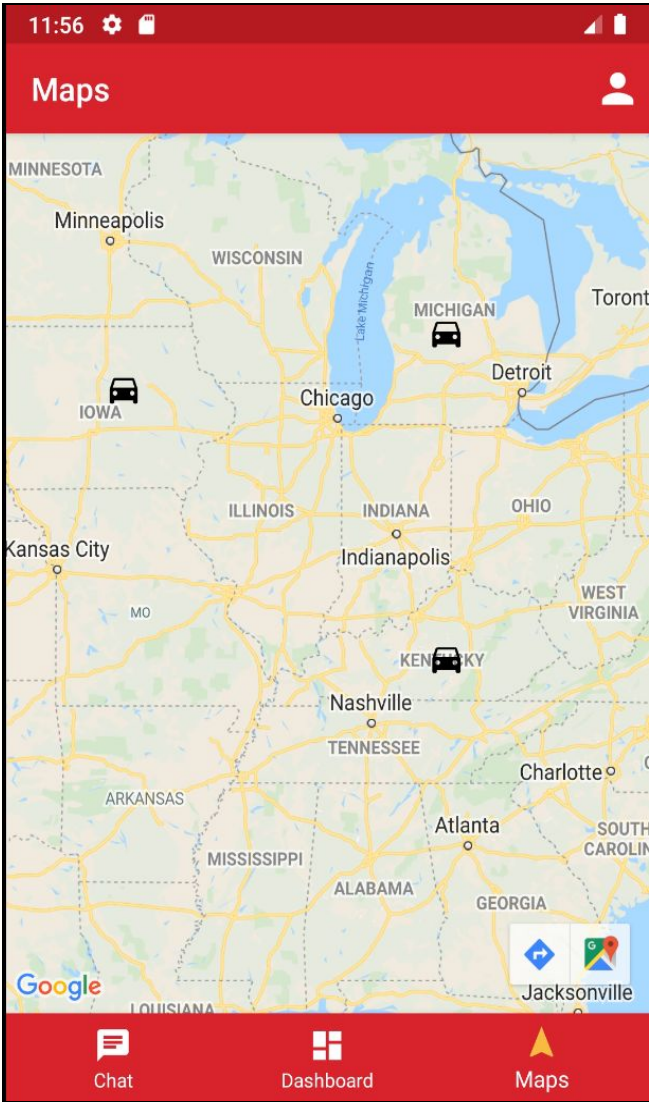 11:56
Maps
MINNESOTA
Minneapolis
WISCONSIN
Lake Michigan
MICHIGAN
Toront
Detroit
Chicago
IOWA
ILLINOIS
INDIANA
OHIO
Kansas City
Indianapolis
WEST
VIRGINIA
MO
Nashville
TENNESSEE
Charlotte
ARKANSAS
Atlanta
SOUTH
CAROLIN
MISSISSIPPI
ALABAMA
GEORGIA
G
Google
Jacksonville
LOUISIANA
Chat
Dashboard
Maps